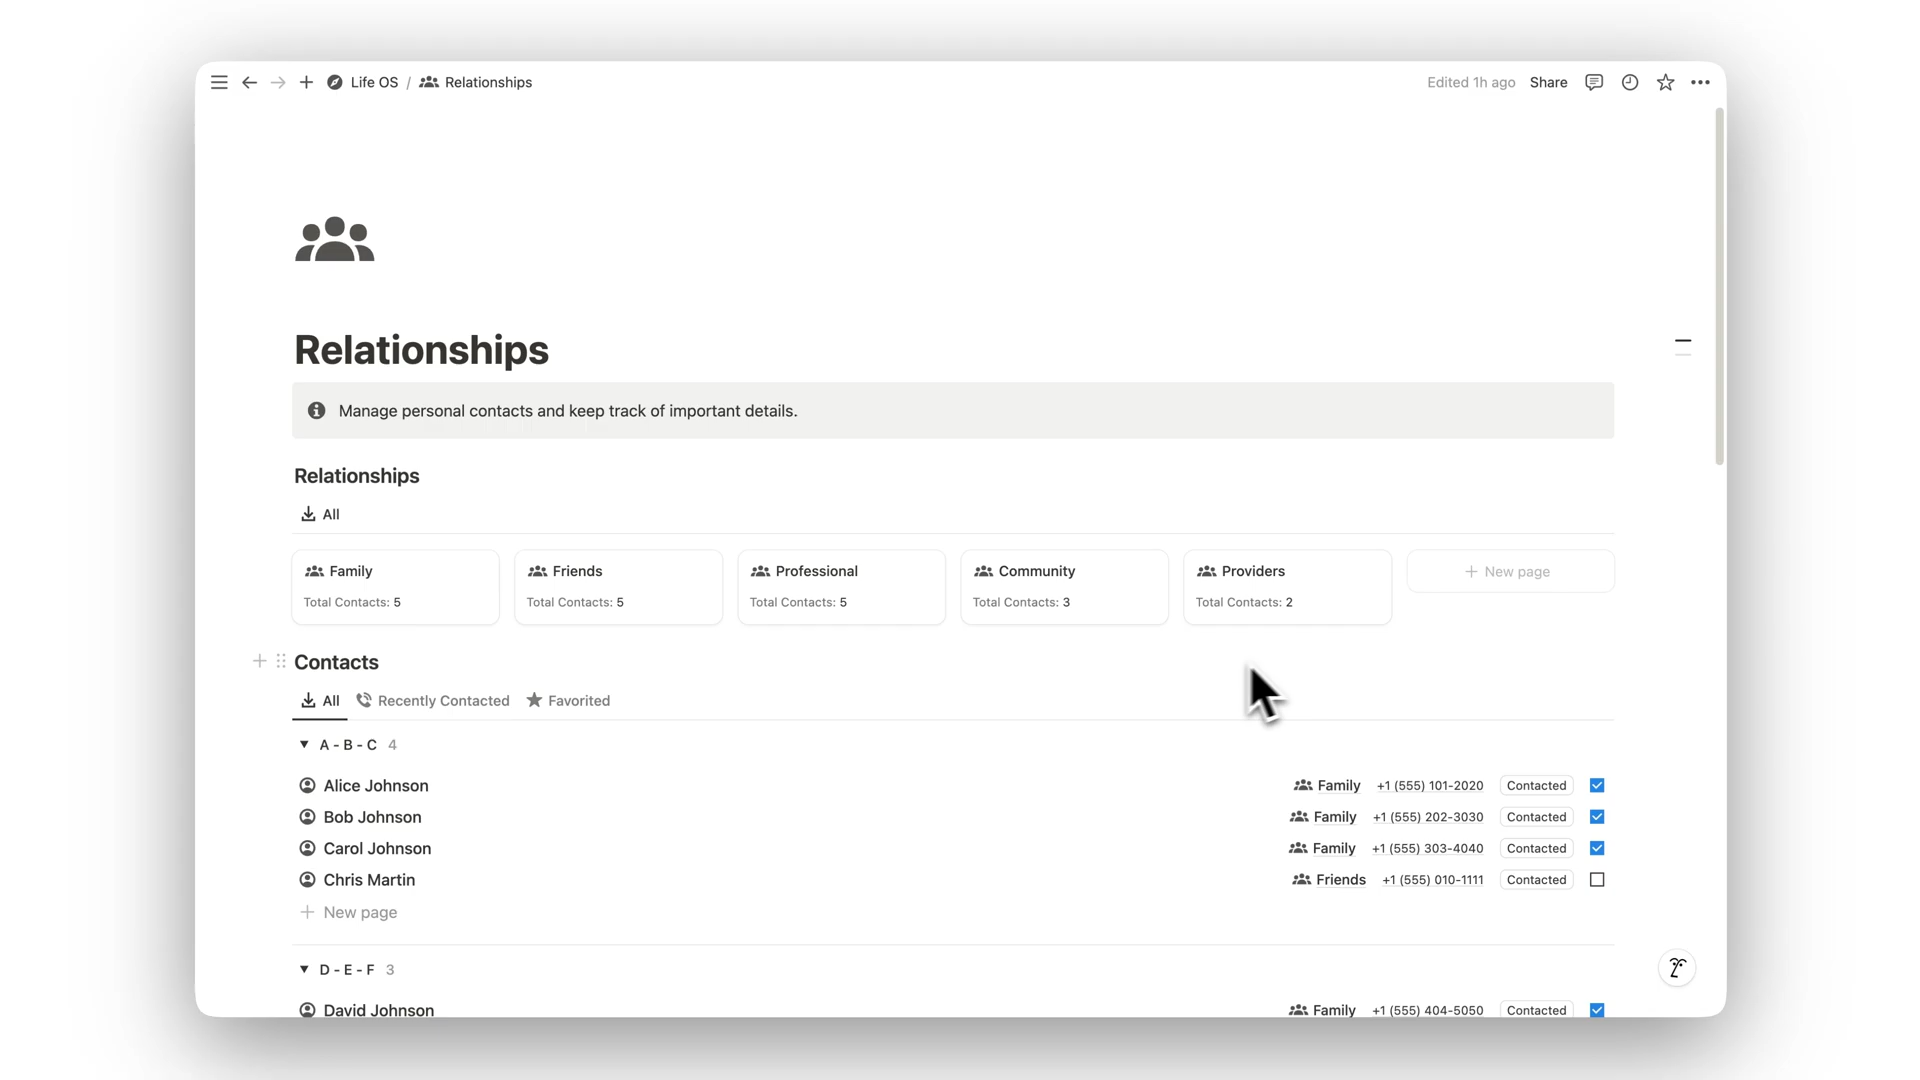 Life OS / Relationships
Edited 1h ago Share
Relationships
Manage personal contacts and keep track of important details.
Relationships
All
Family
Total Contacts: 5
Friends
Total Contacts: 5
Professional
Total Contacts: 5
Community
Total Contacts: 3
Providers
Total Contacts: 2
New page
Contacts
All Recently Contacted Favorited
A - B - C 4
Alice Johnson Family +1 (555) 101-2020 Contacted
Bob Johnson Family +1 (555) 202-3030 Contacted
Carol Johnson Family +1 (555) 303-4040 Contacted
Chris Martin Friends +1 (555) 010-1111 Contacted
New page
D - E - F 3
David Johnson Family +1 (555) 404-5050 Contacted